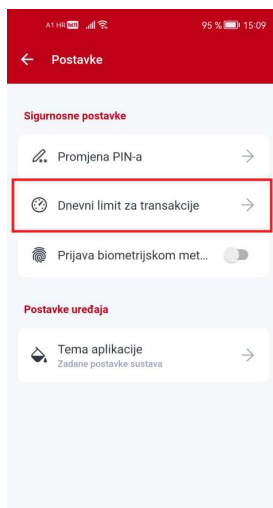 A1 HR VoLTE 95 % 15:09
Postavke
Sigurnosne postavke
Promjena PIN-a
Dnevni limit za transakcije
Prijava biometrijskom met...
Postavke uređaja
Tema aplikacije
Zadane postavke sustava